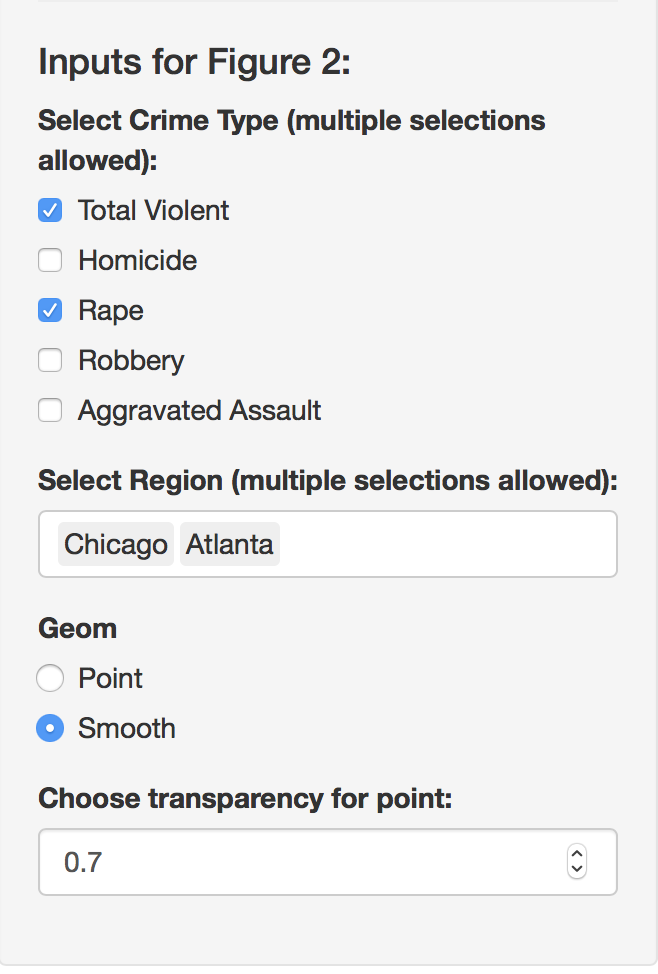 Inputs for Figure 2:
Select Crime Type (multiple selections
allowed):
Total Violent
Homicide
Rape
Robbery
Aggravated Assault
Select Region (multiple selections allowed):
Chicago Atlanta
Geom
Point
Smooth
Choose transparency for point:
0.7